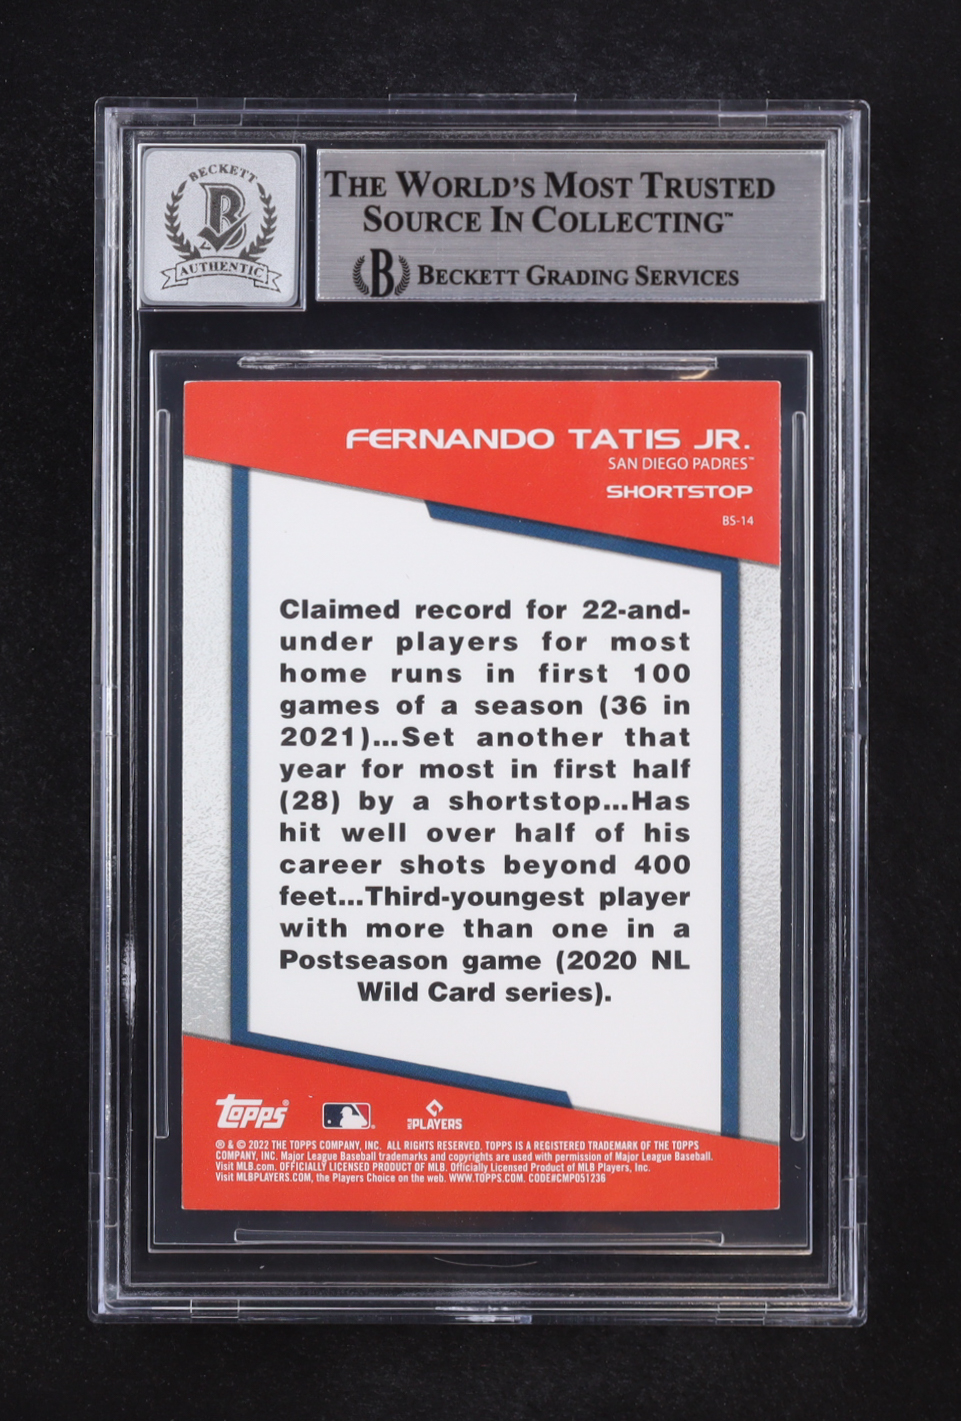 BECKETT
AUTHENTIC
THE WORLD'S MOST TRUSTED
SOURCE IN COLLECTING™
B BECKETT GRADING SERVICES
FERNANDO TATIS JR.
SAN DIEGO PADRES™
SHORTSTOP
BS-14
Claimed record for 22-and-
under players for most
home runs in first 100
games of a season (36 in
2021)...Set another that
year for most in first half
(28) by a shortstop...Has
hit well over half of his
career shots beyond 400
feet...Third-youngest player
with more than one in a
Postseason game (2020 NL
Wild Card series).
topps®
MLB PLAYERS
® & © 2022 THE TOPPS COMPANY, INC. ALL RIGHTS RESERVED. TOPPS IS A REGISTERED TRADEMARK OF THE TOPPS
COMPANY, INC. Major League Baseball trademarks and copyrights are used with permission of Major League Baseball.
Visit MLB.com. OFFICIALLY LICENSED PRODUCT OF MLB. Officially Licensed Product of MLB Players, Inc.
Visit MLBPLAYERS.COM, the Players Choice on the web. WWW.TOPPS.COM. CODE#CMP051236